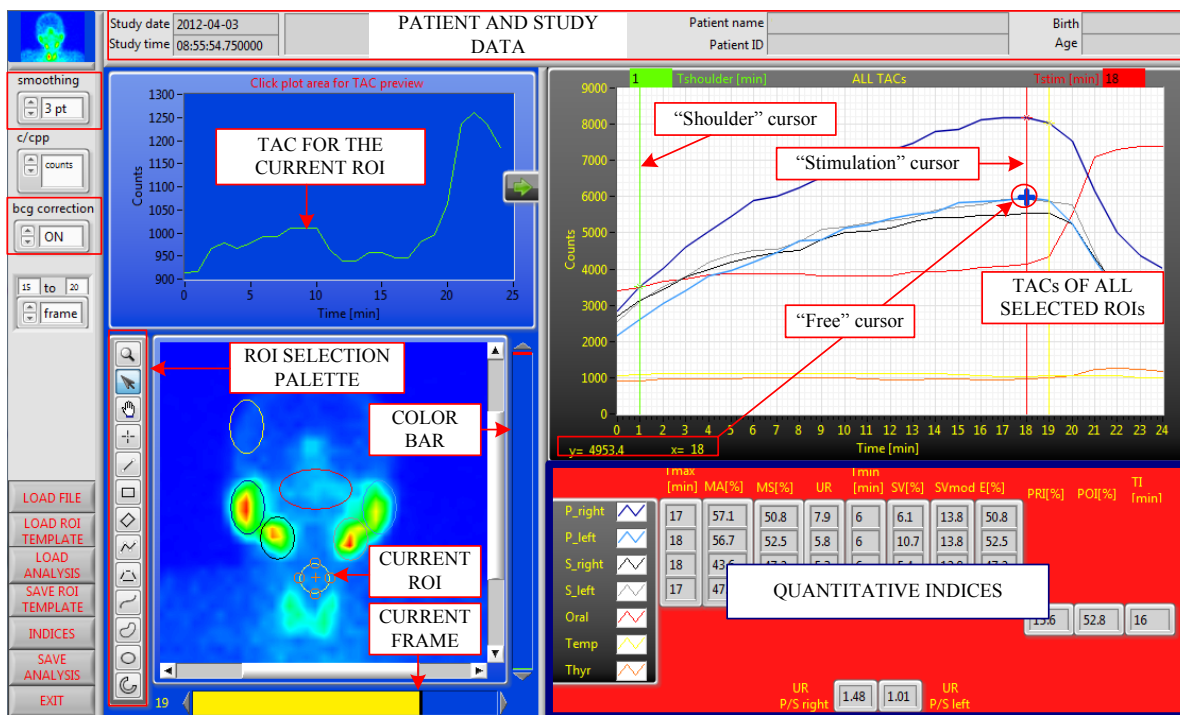 Study date 2012-04-03
Study time 08:55:54.750000
PATIENT AND STUDY
DATA
Patient name
Patient ID
Birth
Age
smoothing
3 pt
c/cpp
counts
bcg correction
ON
15 to 20
frame
LOAD FILE
LOAD ROI
TEMPLATE
LOAD
ANALYSIS
SAVE ROI
TEMPLATE
INDICES
SAVE
ANALYSIS
EXIT
Click plot area for TAC preview
1300
1250
1200
1150
1100
1050
1000
950
900
Counts
0 5 10 15 20 25
Time [min]
TAC FOR THE
CURRENT ROI
ROI SELECTION
PALETTE
COLOR
BAR
CURRENT
ROI
CURRENT
FRAME
19
1 Tshoulder [min] ALL TACs Tstim [min] 18
9000
8000
7000
6000
5000
4000
3000
2000
1000
0
Counts
0 1 2 3 4 5 6 7 8 9 10 11 12 13 14 15 16 17 18 19 20 21 22 23 24
Time [min]
y= 4953.4 x= 18
“Shoulder” cursor
“Stimulation” cursor
“Free” cursor
TACs OF ALL
SELECTED ROIs
Tmax
[min] MA[%] MS[%] UR Tmin
[min] SV[%] SVmod E[%] PRI[%] POI[%] TI
[min]
P_right 17 57.1 50.8 7.9 6 6.1 13.8 50.8
P_left 18 56.7 52.5 5.8 6 10.7 13.8 52.5
S_right 18
S_left 17
Oral 52.8 16
Temp
Thyr
QUANTITATIVE INDICES
UR
P/S right 1.48 1.01 UR
P/S left